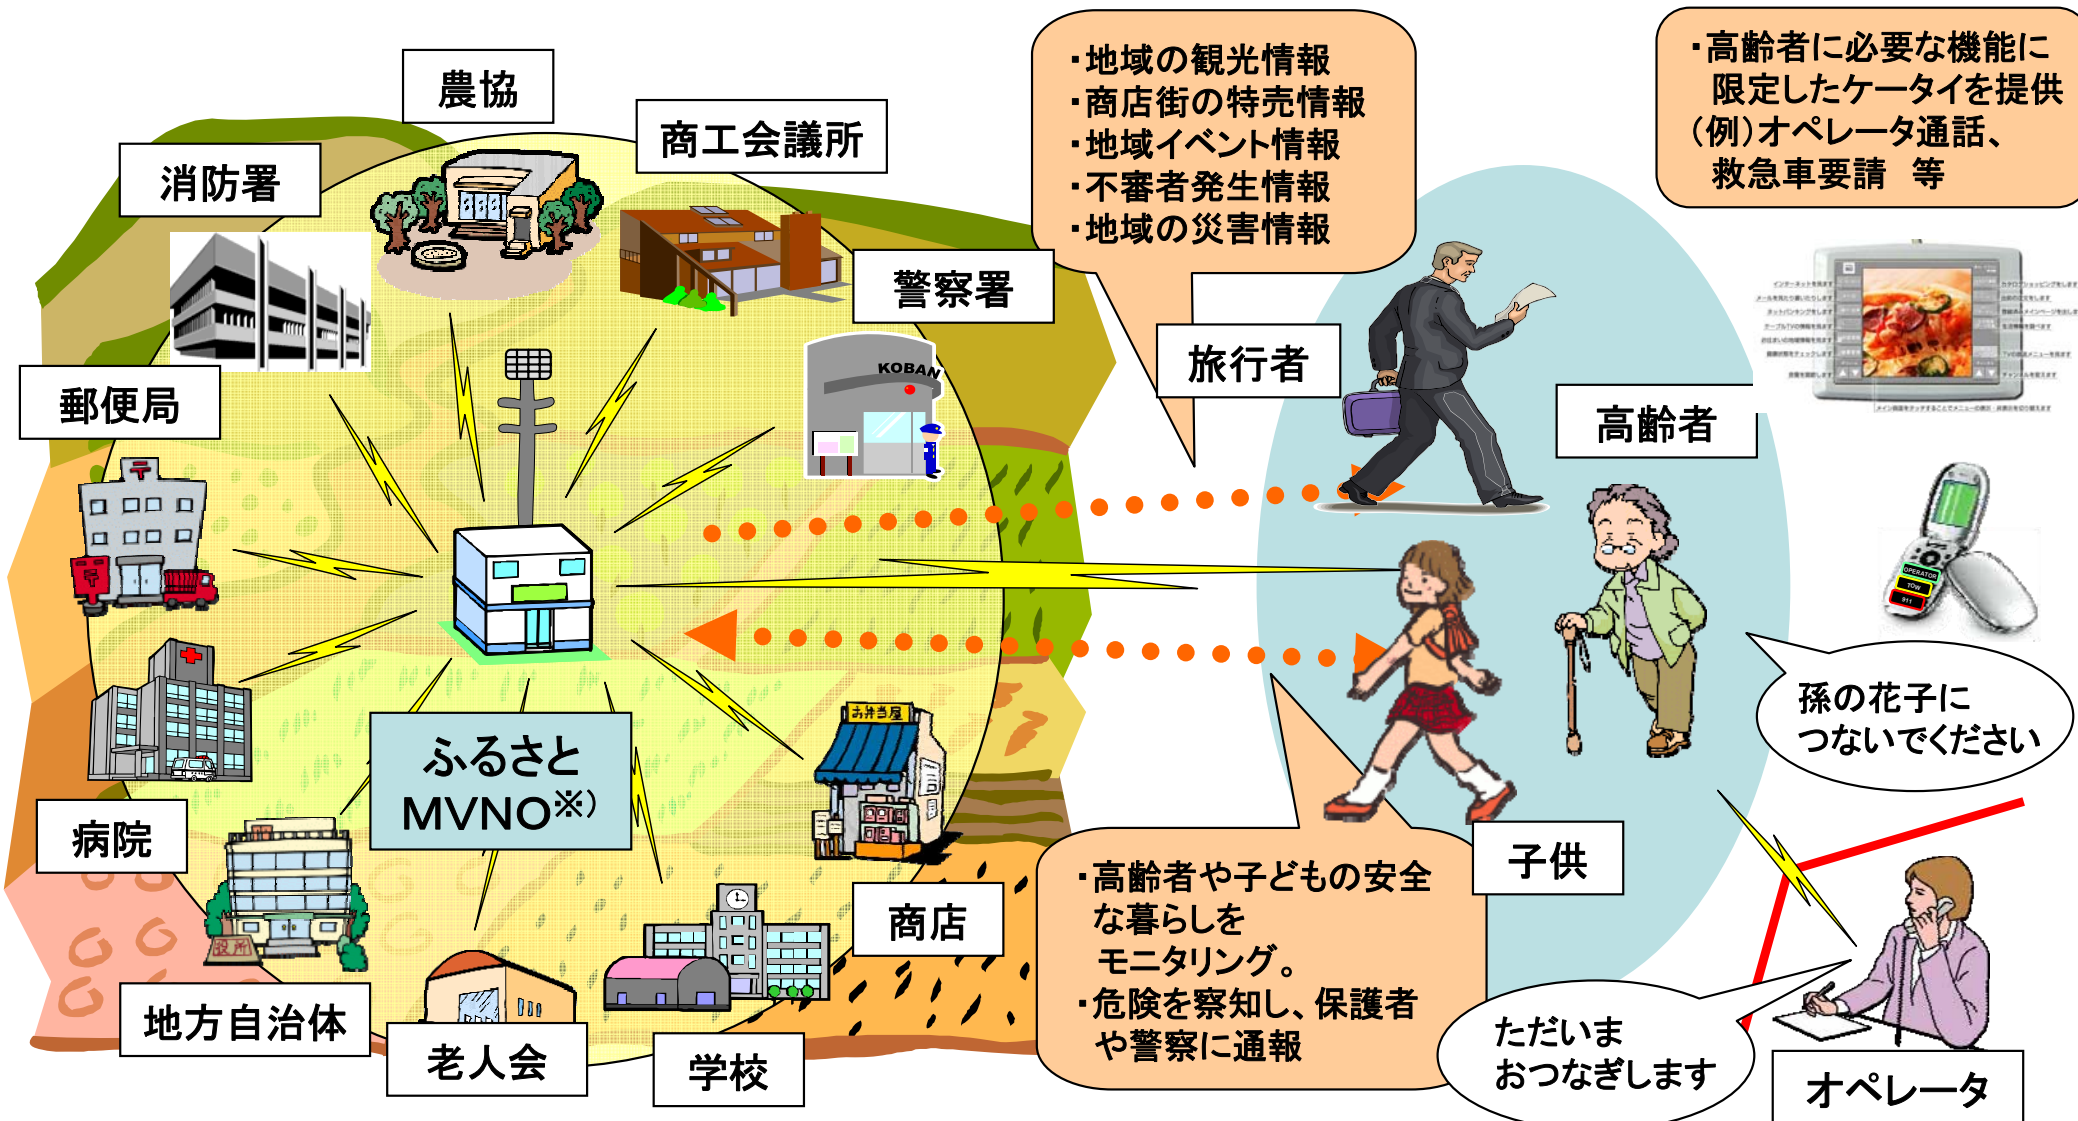 農協
商工会議所
消防署
警察署
郵便局
KOBAN
病院
ふるさと
MVNO※)
お弁当屋
商店
役所
地方自治体
老人会
学校
・地域の観光情報
・商店街の特売情報
・地域イベント情報
・不審者発生情報
・地域の災害情報
旅行者
・高齢者に必要な機能に
限定したケータイを提供
(例)オペレータ通話、
救急車要請 等
高齢者
OPERATOR
TOW
911
孫の花子に
つないでください
子供
・高齢者や子どもの安全
な暮らしを
モニタリング。
・危険を察知し、保護者
や警察に通報
ただいま
おつなぎします
オペレータ